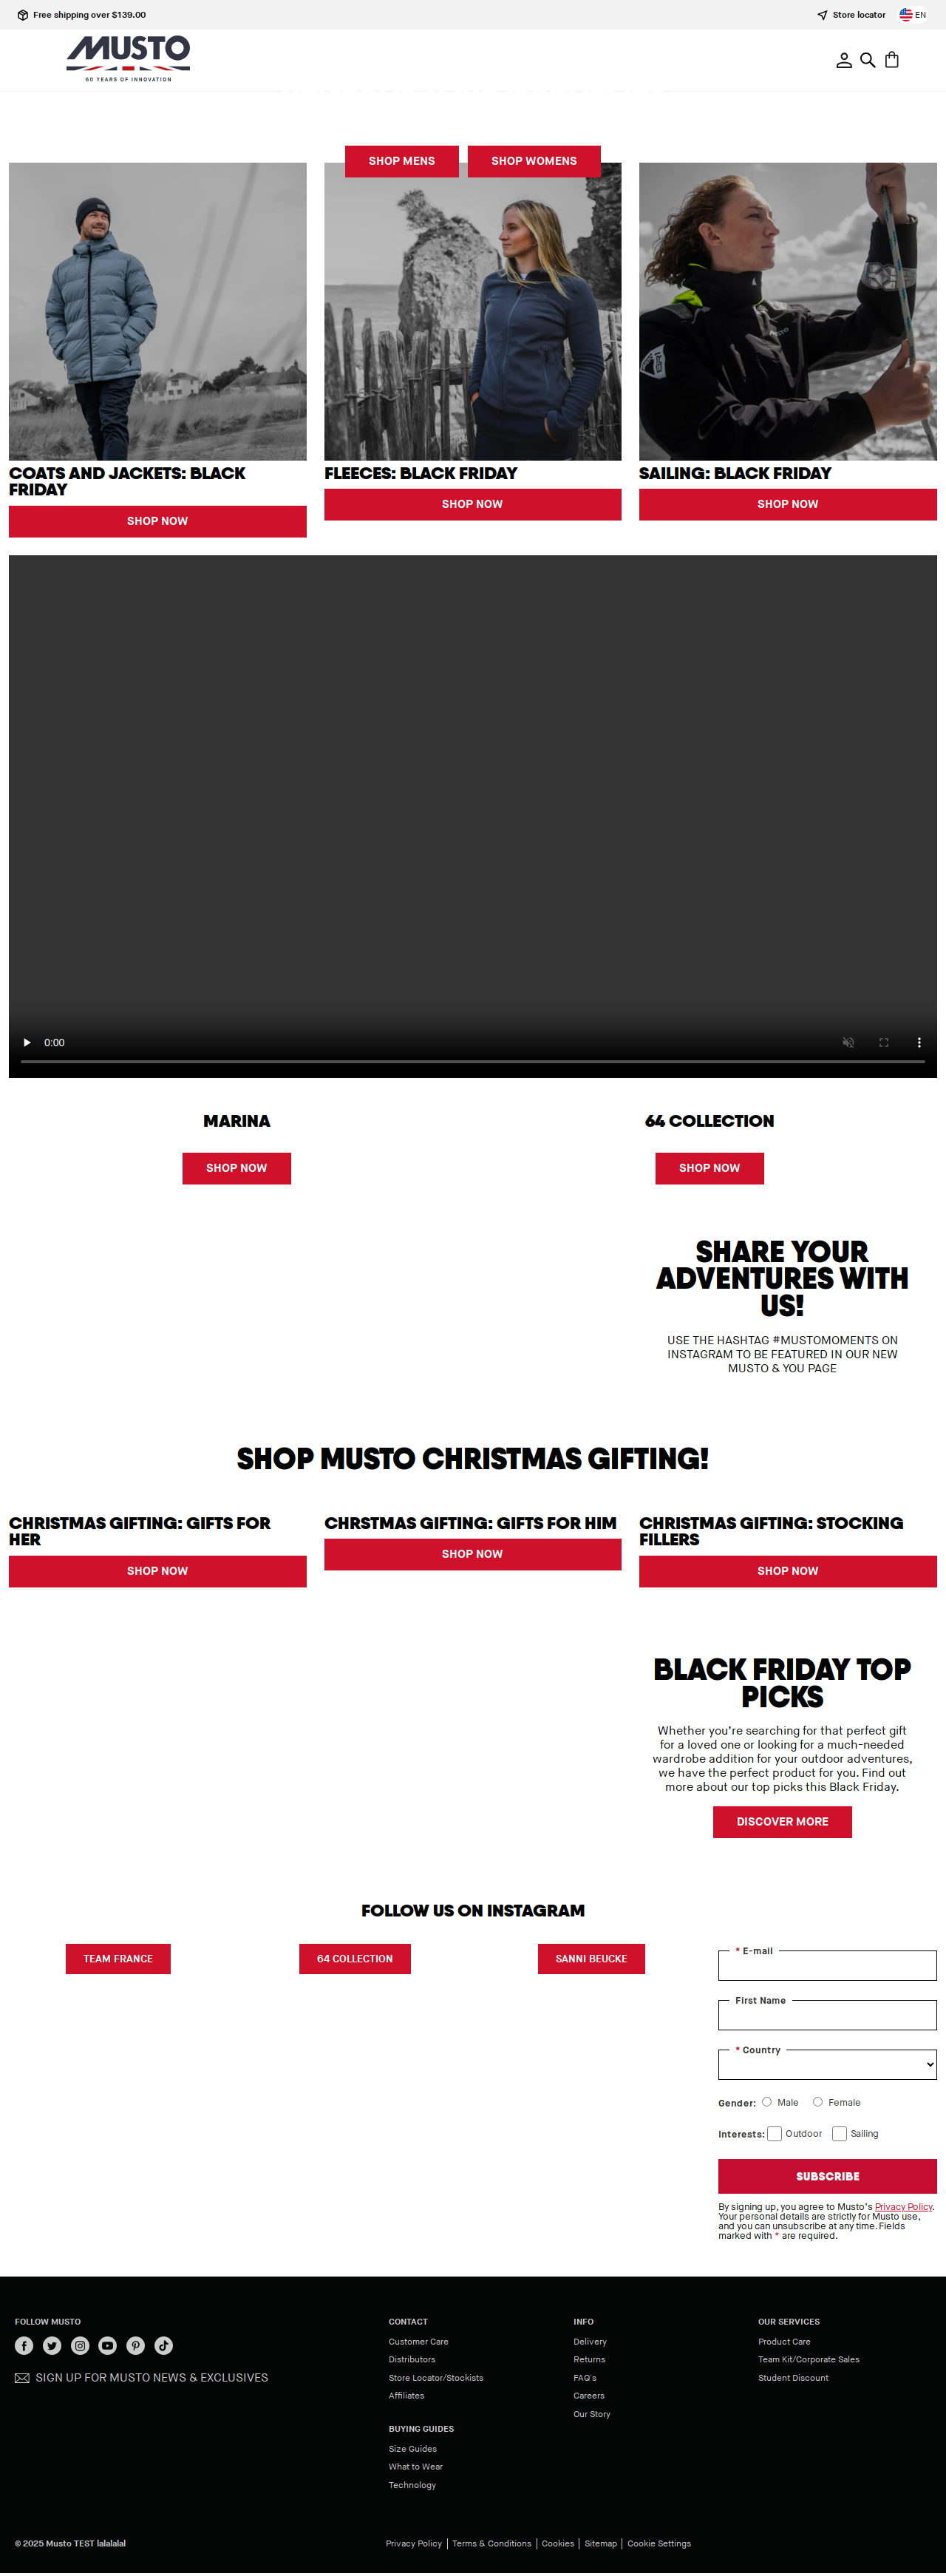 Free shipping over $139.00
Store locator
EN
MUSTO
60 YEARS OF INNOVATION
SHOP MENS
SHOP WOMENS
COATS AND JACKETS: BLACK
FRIDAY
SHOP NOW
FLEECES: BLACK FRIDAY
SHOP NOW
SAILING: BLACK FRIDAY
SHOP NOW
0:00
MARINA
SHOP NOW
64 COLLECTION
SHOP NOW
SHARE YOUR
ADVENTURES WITH
US!
USE THE HASHTAG #MUSTOMOMENTS ON
INSTAGRAM TO BE FEATURED IN OUR NEW
MUSTO & YOU PAGE
SHOP MUSTO CHRISTMAS GIFTING!
CHRISTMAS GIFTING: GIFTS FOR
HER
SHOP NOW
CHRSTMAS GIFTING: GIFTS FOR HIM
SHOP NOW
CHRISTMAS GIFTING: STOCKING
FILLERS
SHOP NOW
BLACK FRIDAY TOP
PICKS
Whether you're searching for that perfect gift
for a loved one or looking for a much-needed
wardrobe addition for your outdoor adventures,
we have the perfect product for you. Find out
more about our top picks this Black Friday.
DISCOVER MORE
FOLLOW US ON INSTAGRAM
TEAM FRANCE
64 COLLECTION
SANNI BEUCKE
* E-mail
First Name
* Country
Gender: Male Female
Interests: Outdoor Sailing
SUBSCRIBE
By signing up, you agree to Musto's Privacy Policy.
Your personal details are strictly for Musto use,
and you can unsubscribe at any time. Fields
marked with * are required.
FOLLOW MUSTO
SIGN UP FOR MUSTO NEWS & EXCLUSIVES
CONTACT
Customer Care
Distributors
Store Locator/Stockists
Affiliates
BUYING GUIDES
Size Guides
What to Wear
Technology
INFO
Delivery
Returns
FAQ's
Careers
Our Story
OUR SERVICES
Product Care
Team Kit/Corporate Sales
Student Discount
© 2025 Musto TEST lalalalal
Privacy Policy
Terms & Conditions
Cookies
Sitemap
Cookie Settings